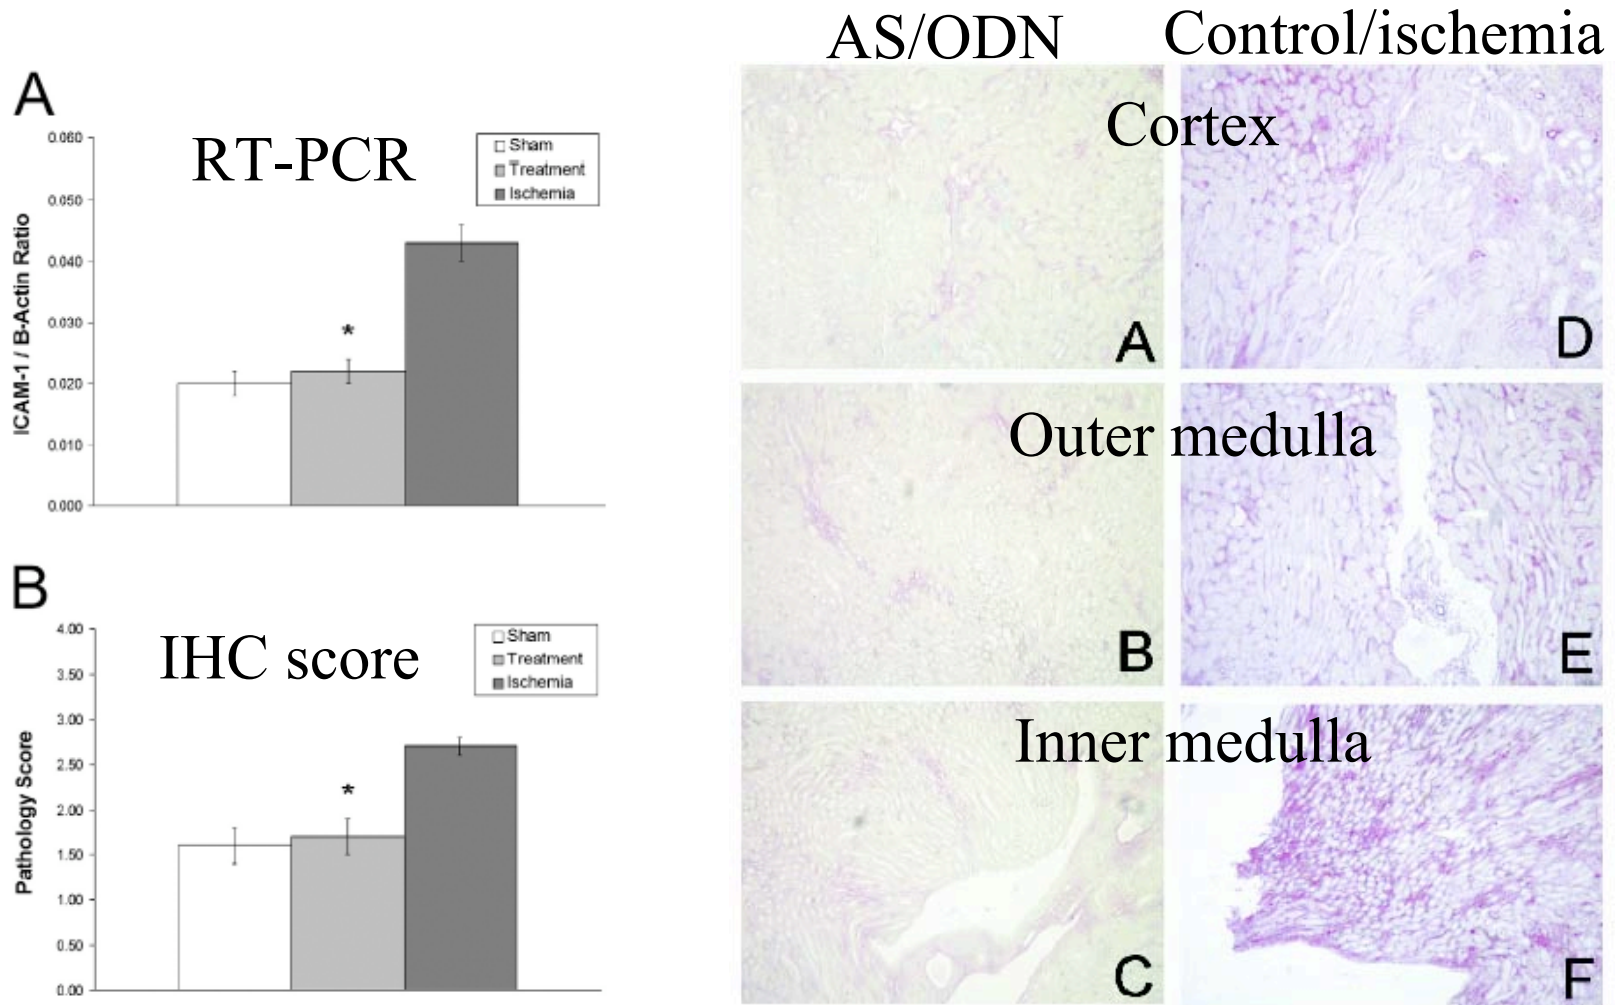 A
RT-PCR
Sham
Treatment
Ischemia
0.060
0.050
0.040
0.030
0.020
0.010
0.000
ICAM-1 / B-Actin Ratio
*
B
IHC score
Sham
Treatment
Ischemia
4.00
3.50
3.00
2.50
2.00
1.50
1.00
0.50
0.00
Pathology Score
*
AS/ODN Control/ischemia
Cortex
A D
Outer medulla
B E
Inner medulla
C F